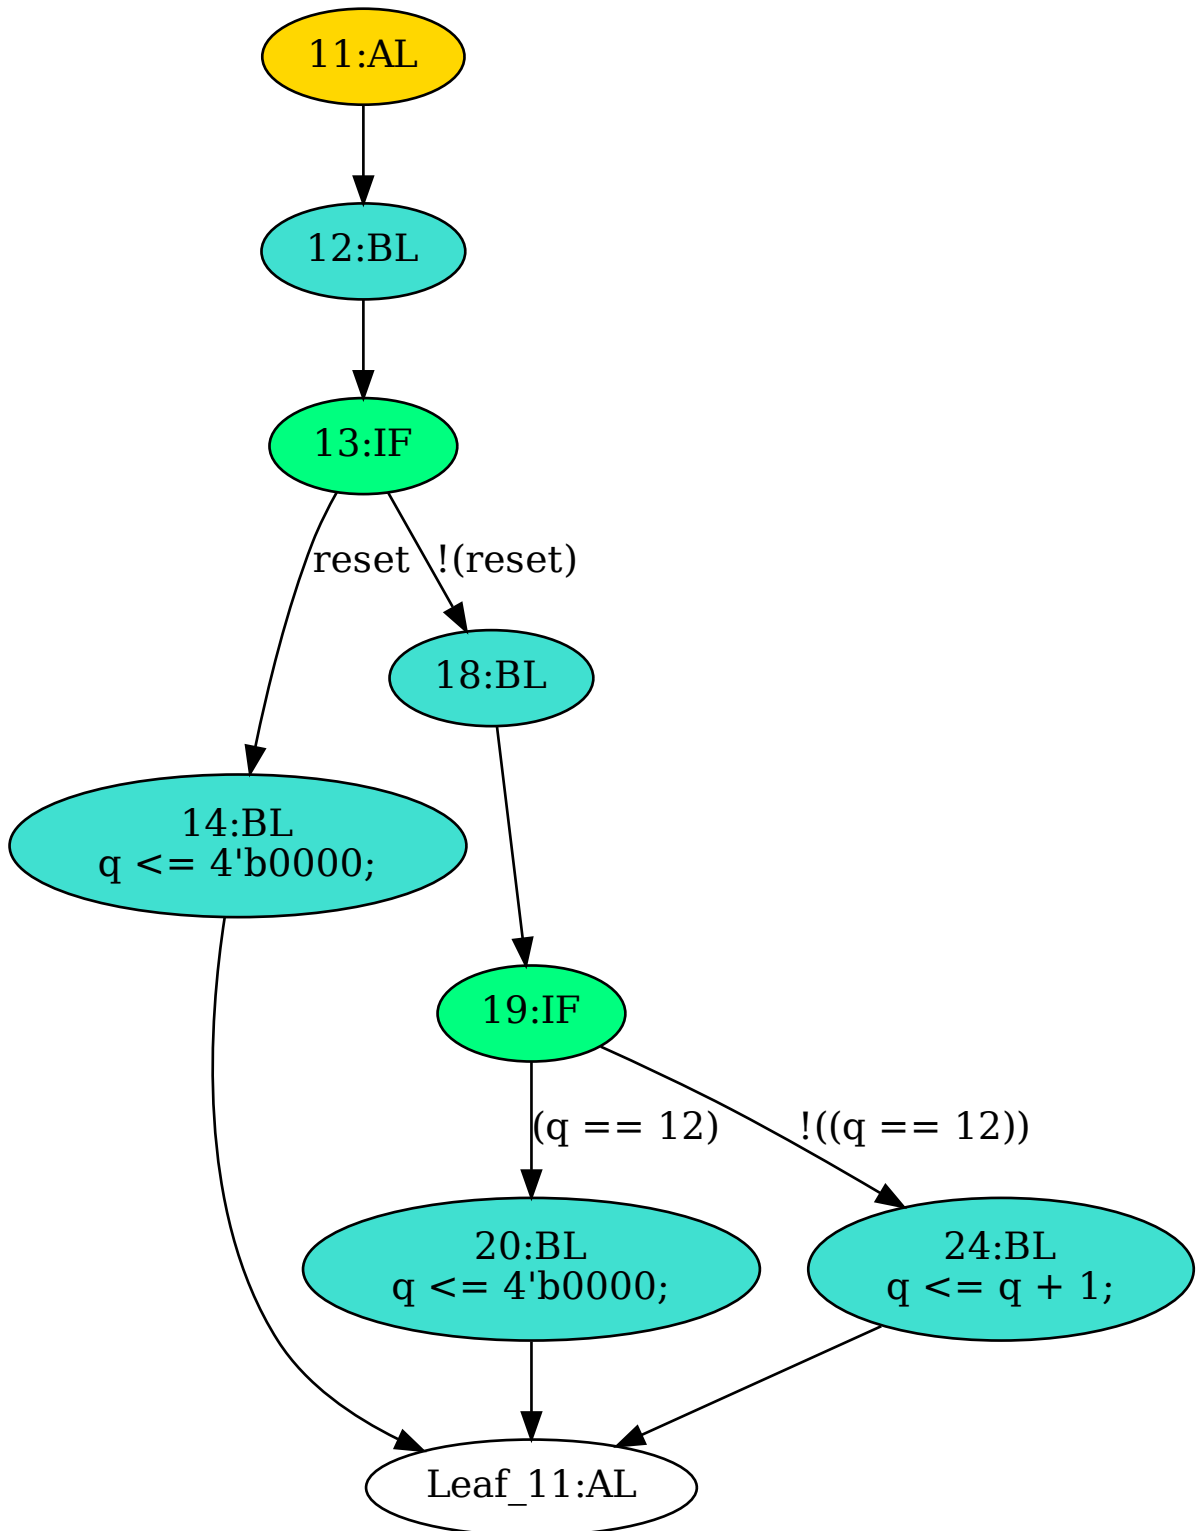 11:AL
12:BL
13:IF
reset
!(reset)
18:BL
14:BL
q <= 4'b0000;
19:IF
(q == 12)
!((q == 12))
20:BL
q <= 4'b0000;
24:BL
q <= q + 1;
Leaf_11:AL